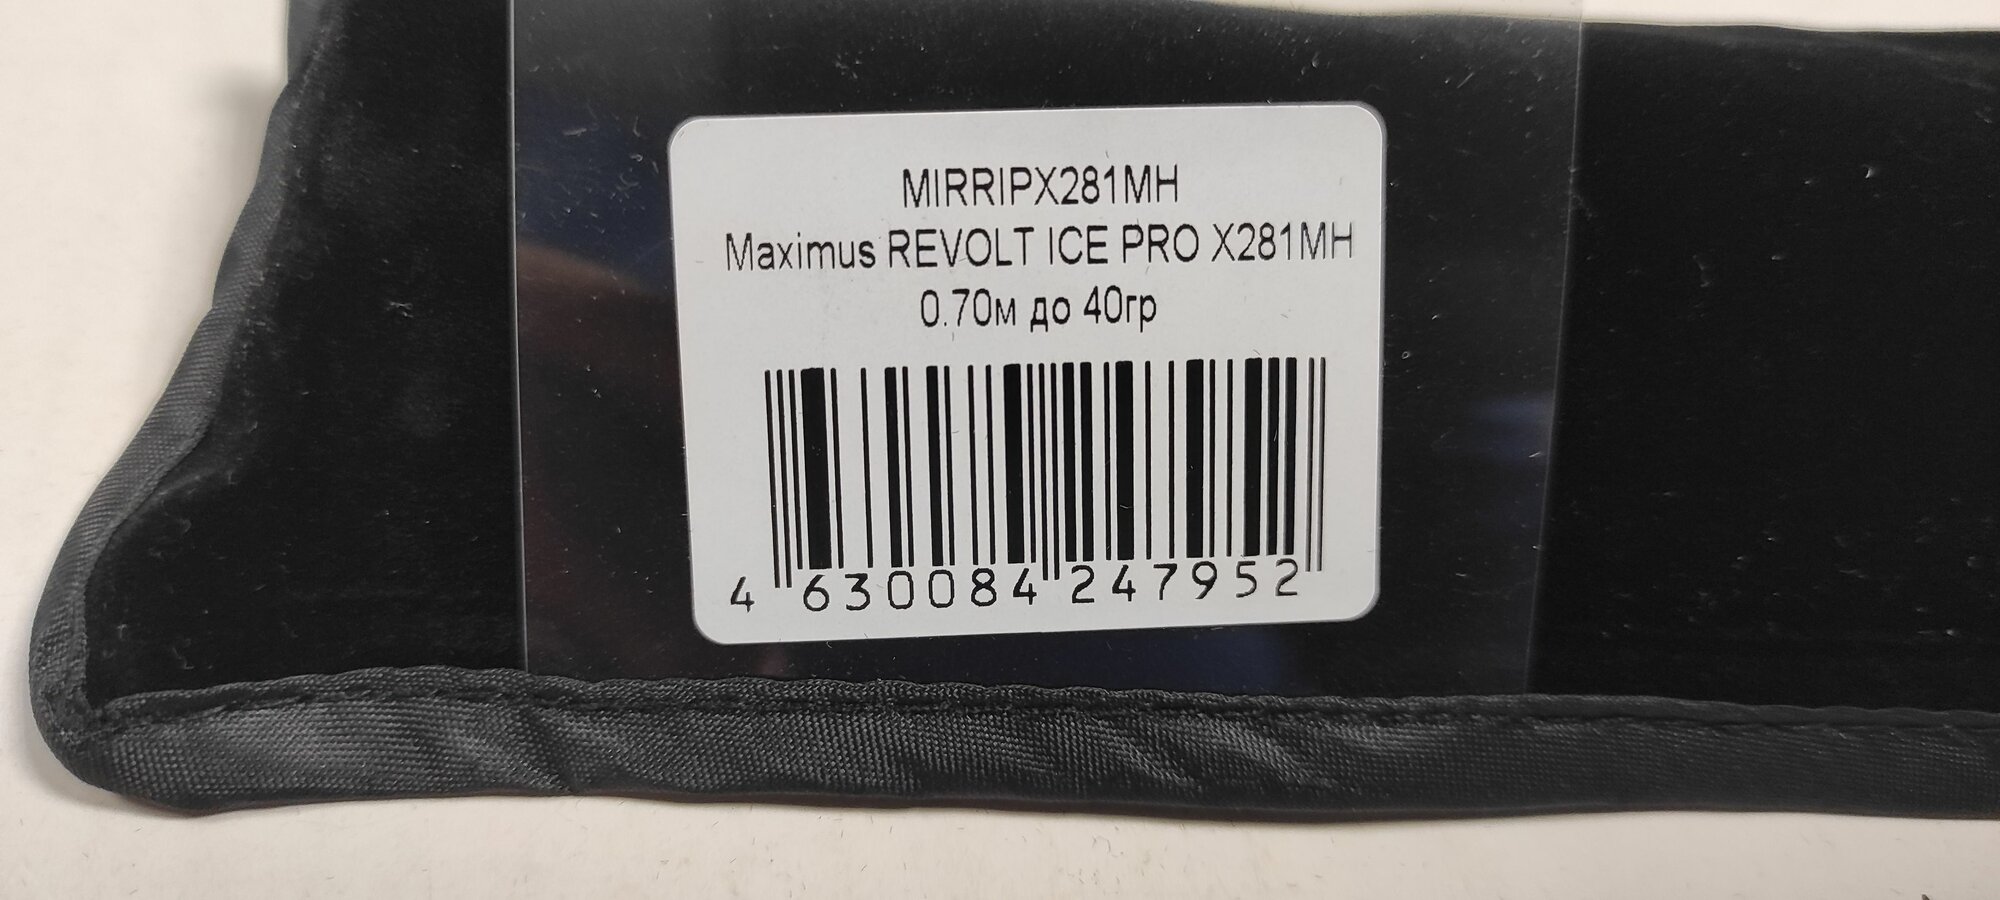 MIRRIPX281MH
Maximus REVOLT ICE PRO X281MH
0.70м до 40гр
4 630084 247952